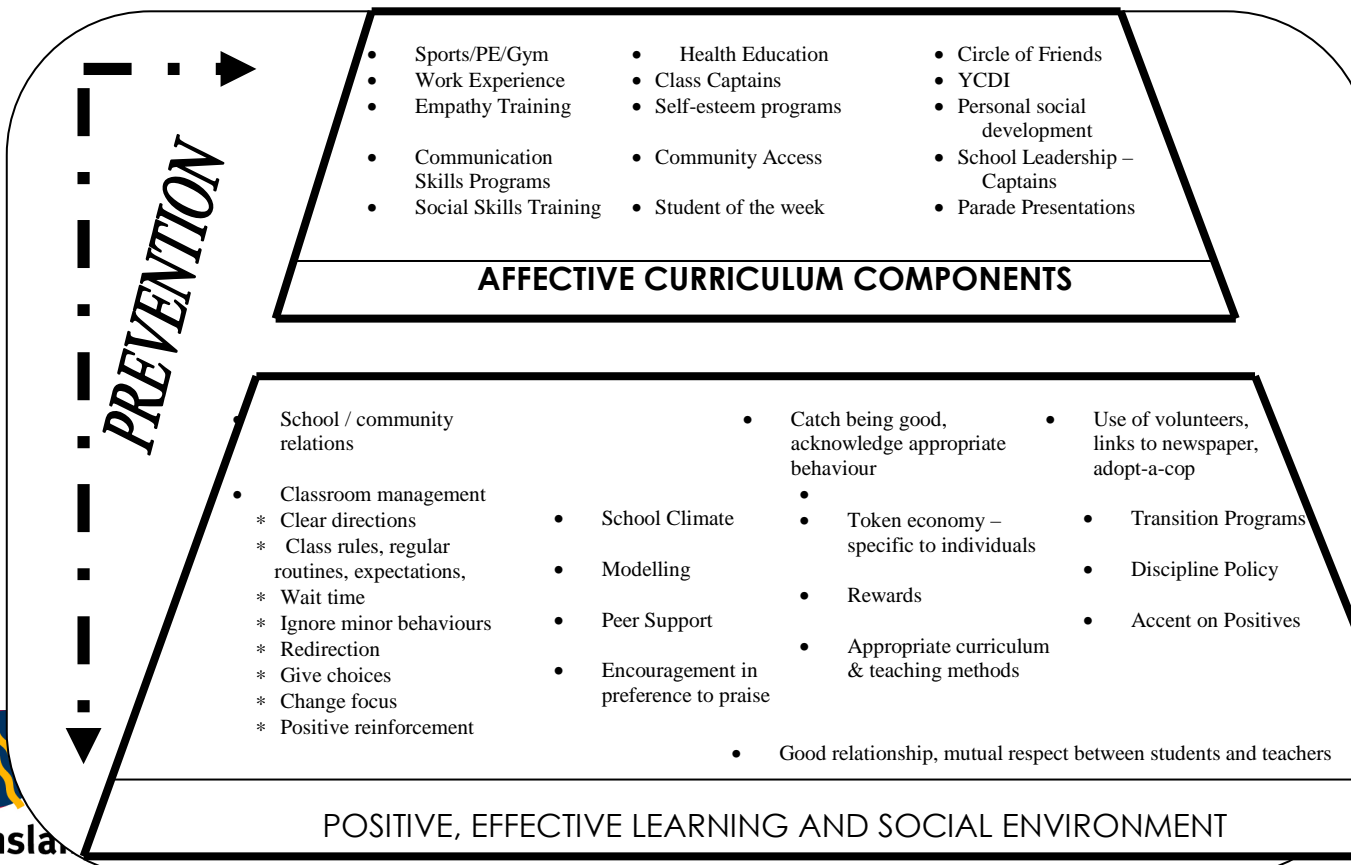 PREVENTION
• Sports/PE/Gym
• Work Experience
• Empathy Training
• Communication
Skills Programs
• Social Skills Training
• Health Education
• Class Captains
• Self-esteem programs
• Community Access
• Student of the week
• Circle of Friends
• YCDI
• Personal social
development
• School Leadership –
Captains
• Parade Presentations
AFFECTIVE CURRICULUM COMPONENTS
• School / community
relations
• Classroom management
* Clear directions
* Class rules, regular
routines, expectations,
* Wait time
* Ignore minor behaviours
* Redirection
* Give choices
* Change focus
* Positive reinforcement
• School Climate
• Modelling
• Peer Support
• Encouragement in
preference to praise
• Catch being good,
acknowledge appropriate
behaviour
•
• Token economy –
specific to individuals
• Rewards
• Appropriate curriculum
& teaching methods
• Use of volunteers,
links to newspaper,
adopt-a-cop
• Transition Programs
• Discipline Policy
• Accent on Positives
• Good relationship, mutual respect between students and teachers
POSITIVE, EFFECTIVE LEARNING AND SOCIAL ENVIRONMENT